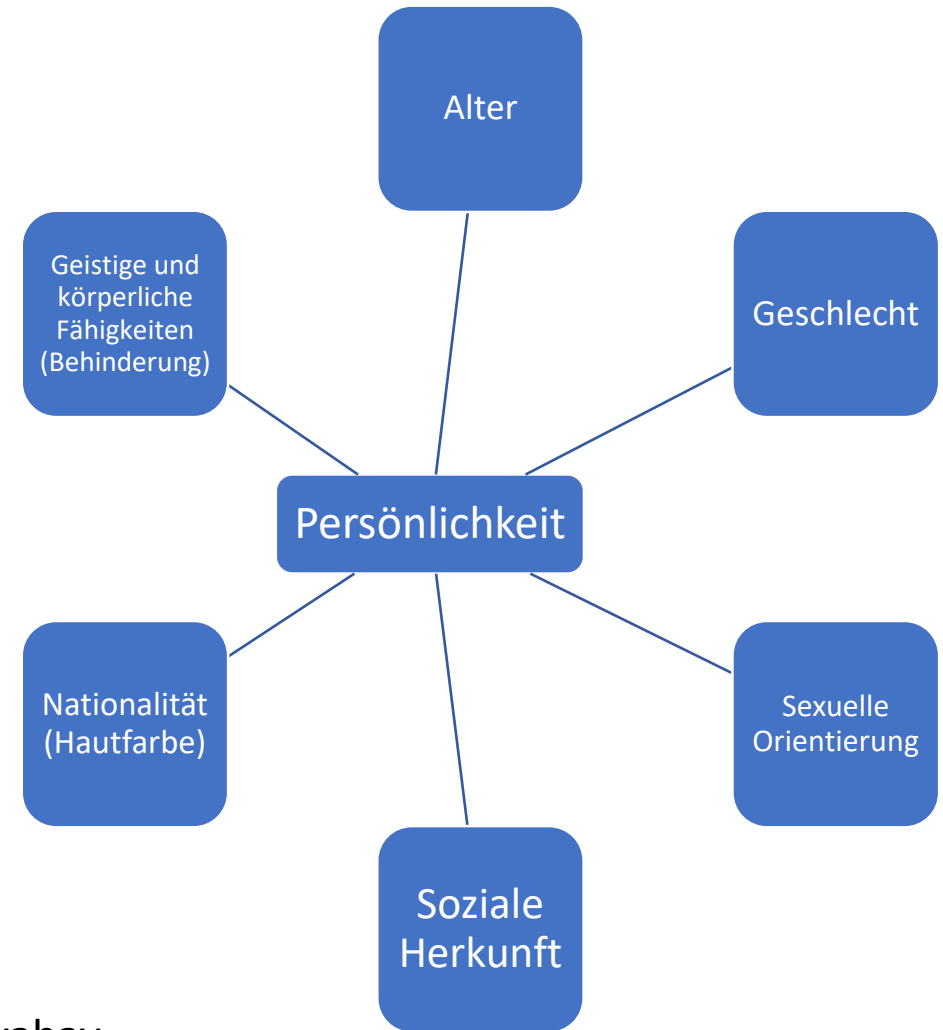 Alter
Geistige und
körperliche
Fähigkeiten
(Behinderung)
Geschlecht
Persönlichkeit
Nationalität
(Hautfarbe)
Sexuelle
Orientierung
Soziale
Herkunft